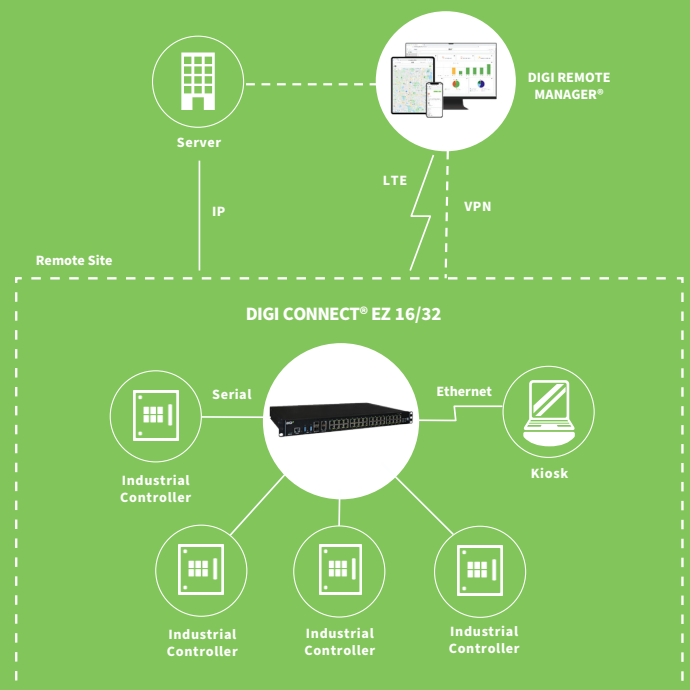 DIGI REMOTE
MANAGER®
Server
LTE
VPN
IP
Remote Site
DIGI CONNECT® EZ 16/32
Serial
Ethernet
Industrial
Controller
Kiosk
Industrial
Controller
Industrial
Controller
Industrial
Controller